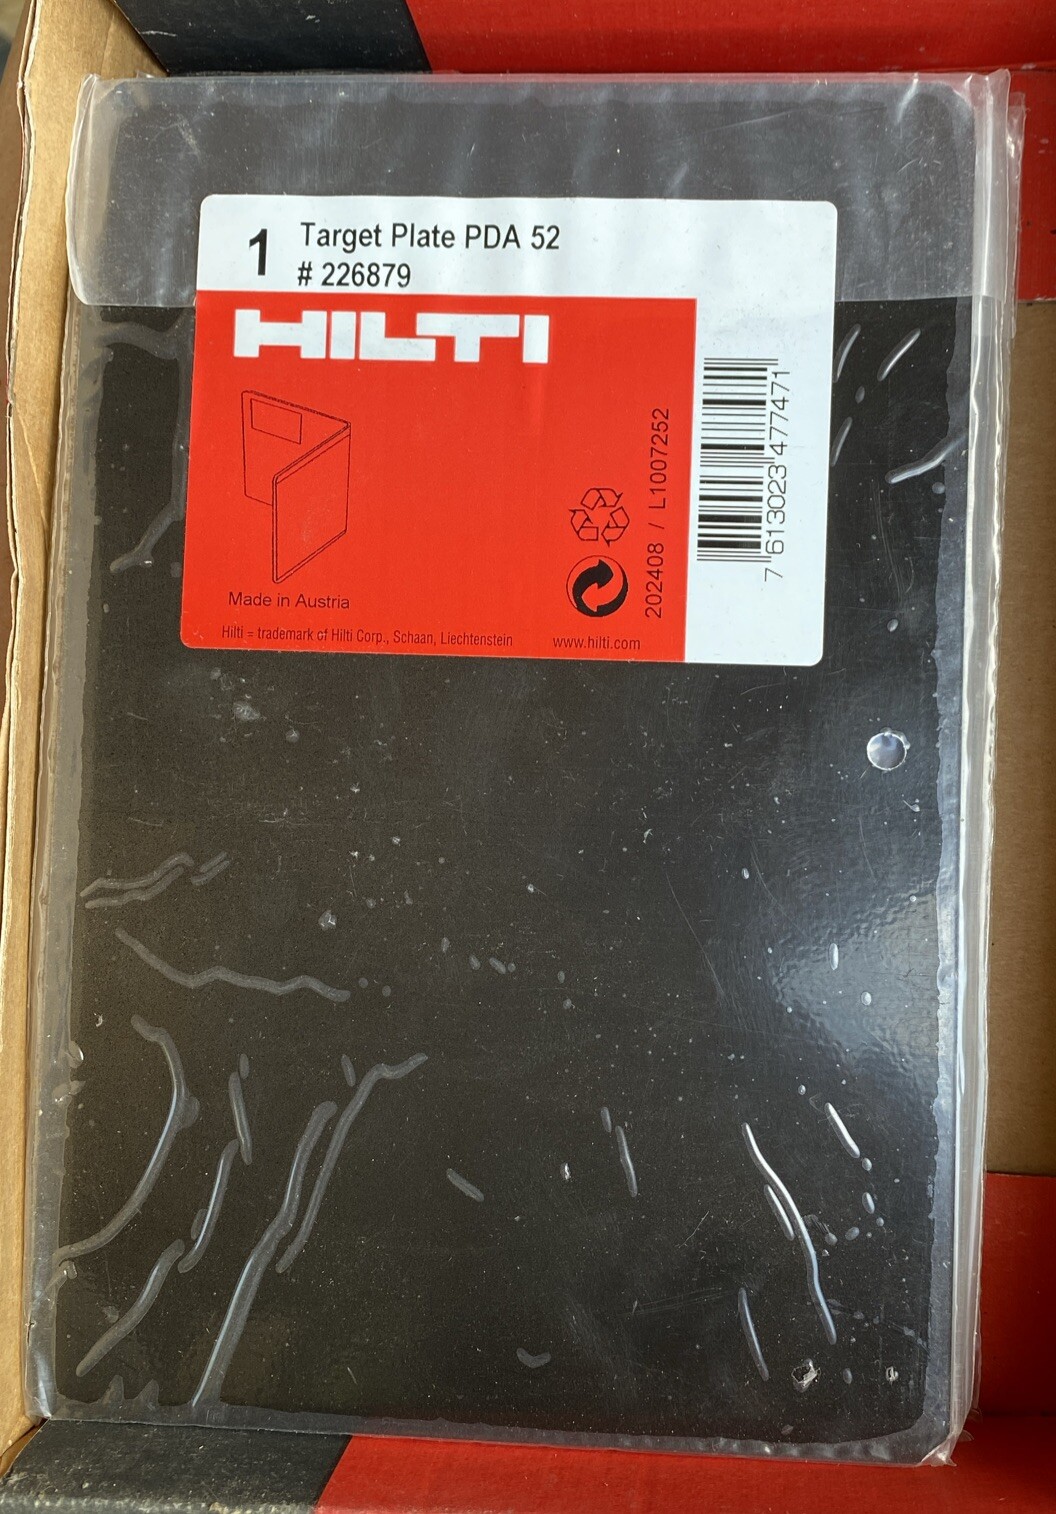 1
Target Plate PDA 52
# 226879
HILTI
Made in Austria
Hilti = trademark of Hilti Corp., Schaan, Liechtenstein
www.hilti.com
202408 / L1007252
7 613023 477471